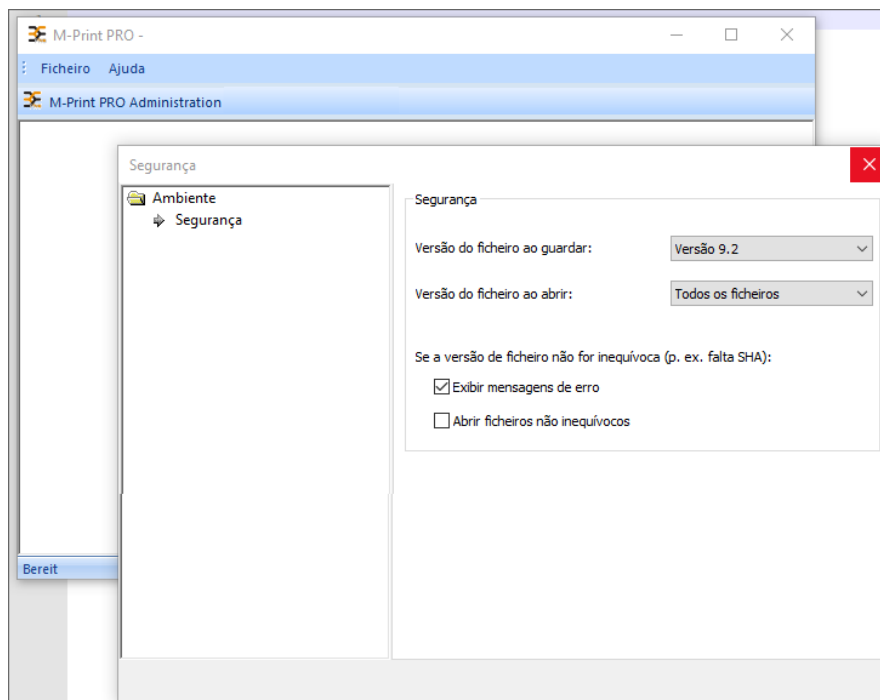 M-Print PRO -
Ficheiro Ajuda
M-Print PRO Administration
Segurança
Ambiente
Segurança
Segurança
Versão do ficheiro ao guardar: Versão 9.2
Versão do ficheiro ao abrir: Todos os ficheiros
Se a versão de ficheiro não for inequívoca (p. ex. falta SHA):
Exibir mensagens de erro
Abrir ficheiros não inequívocos
Bereit